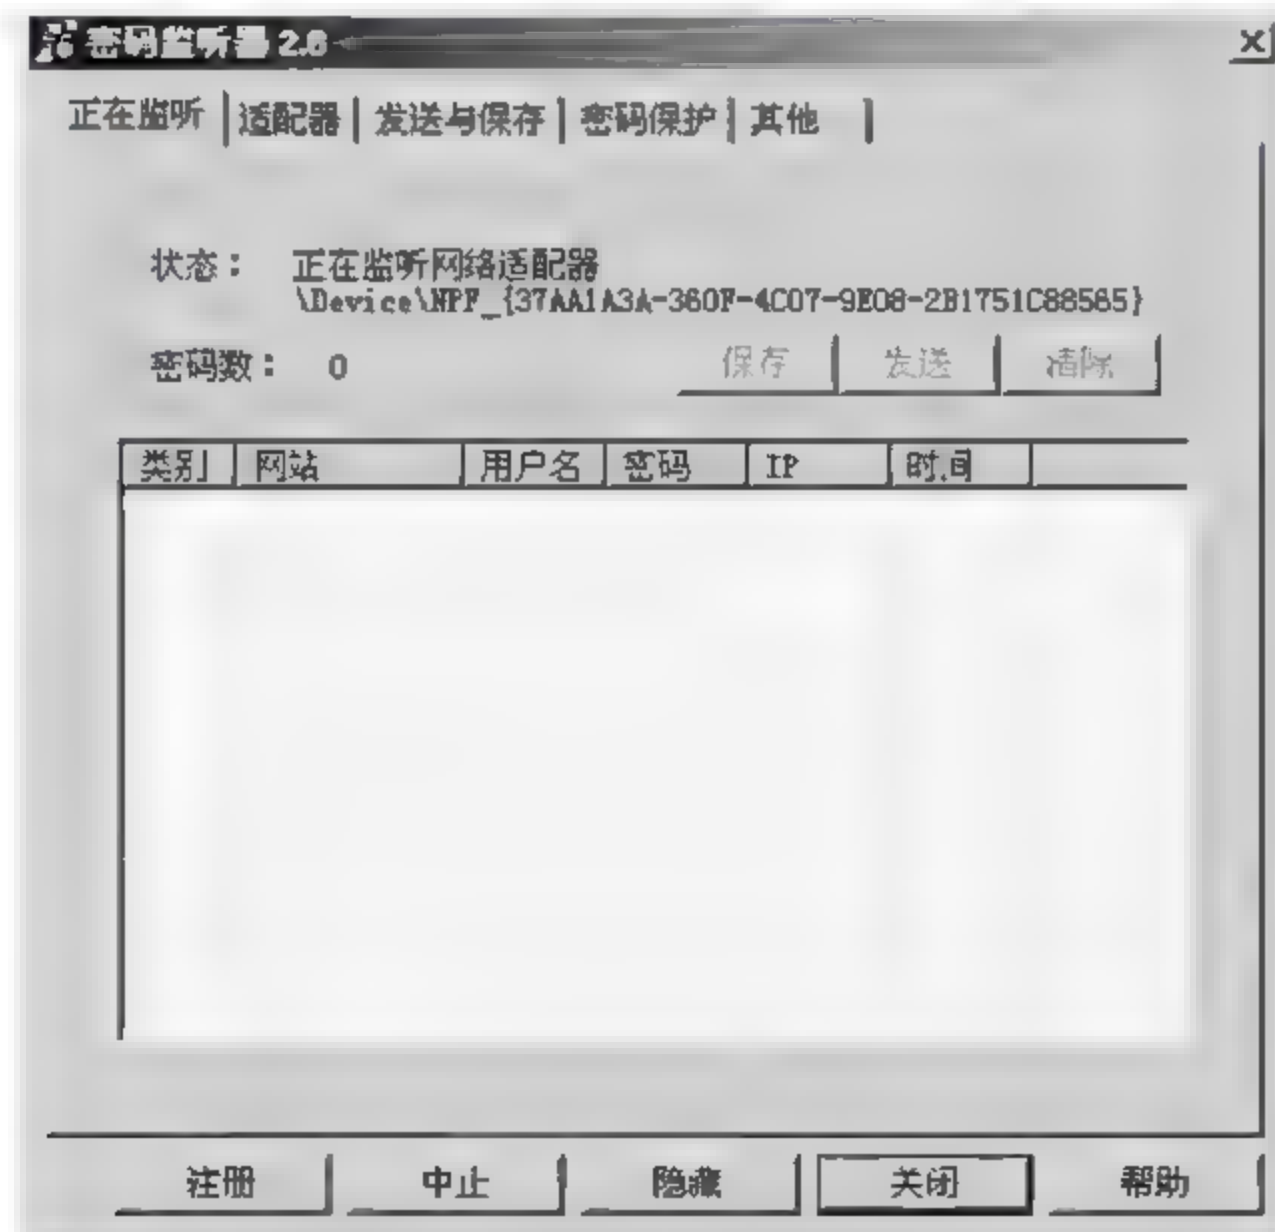 密码监听器 2.6
正在监听 适配器 发送与保存 密码保护 其他
状态： 正在监听网络适配器
\Device\NPF_{37AA1A3A-360F-4C07-9E08-2B1751C88585}
密码数： 0 保存 发送 清除
类别 网站 用户名 密码 IP 时间
注册 中止 隐藏 关闭 帮助